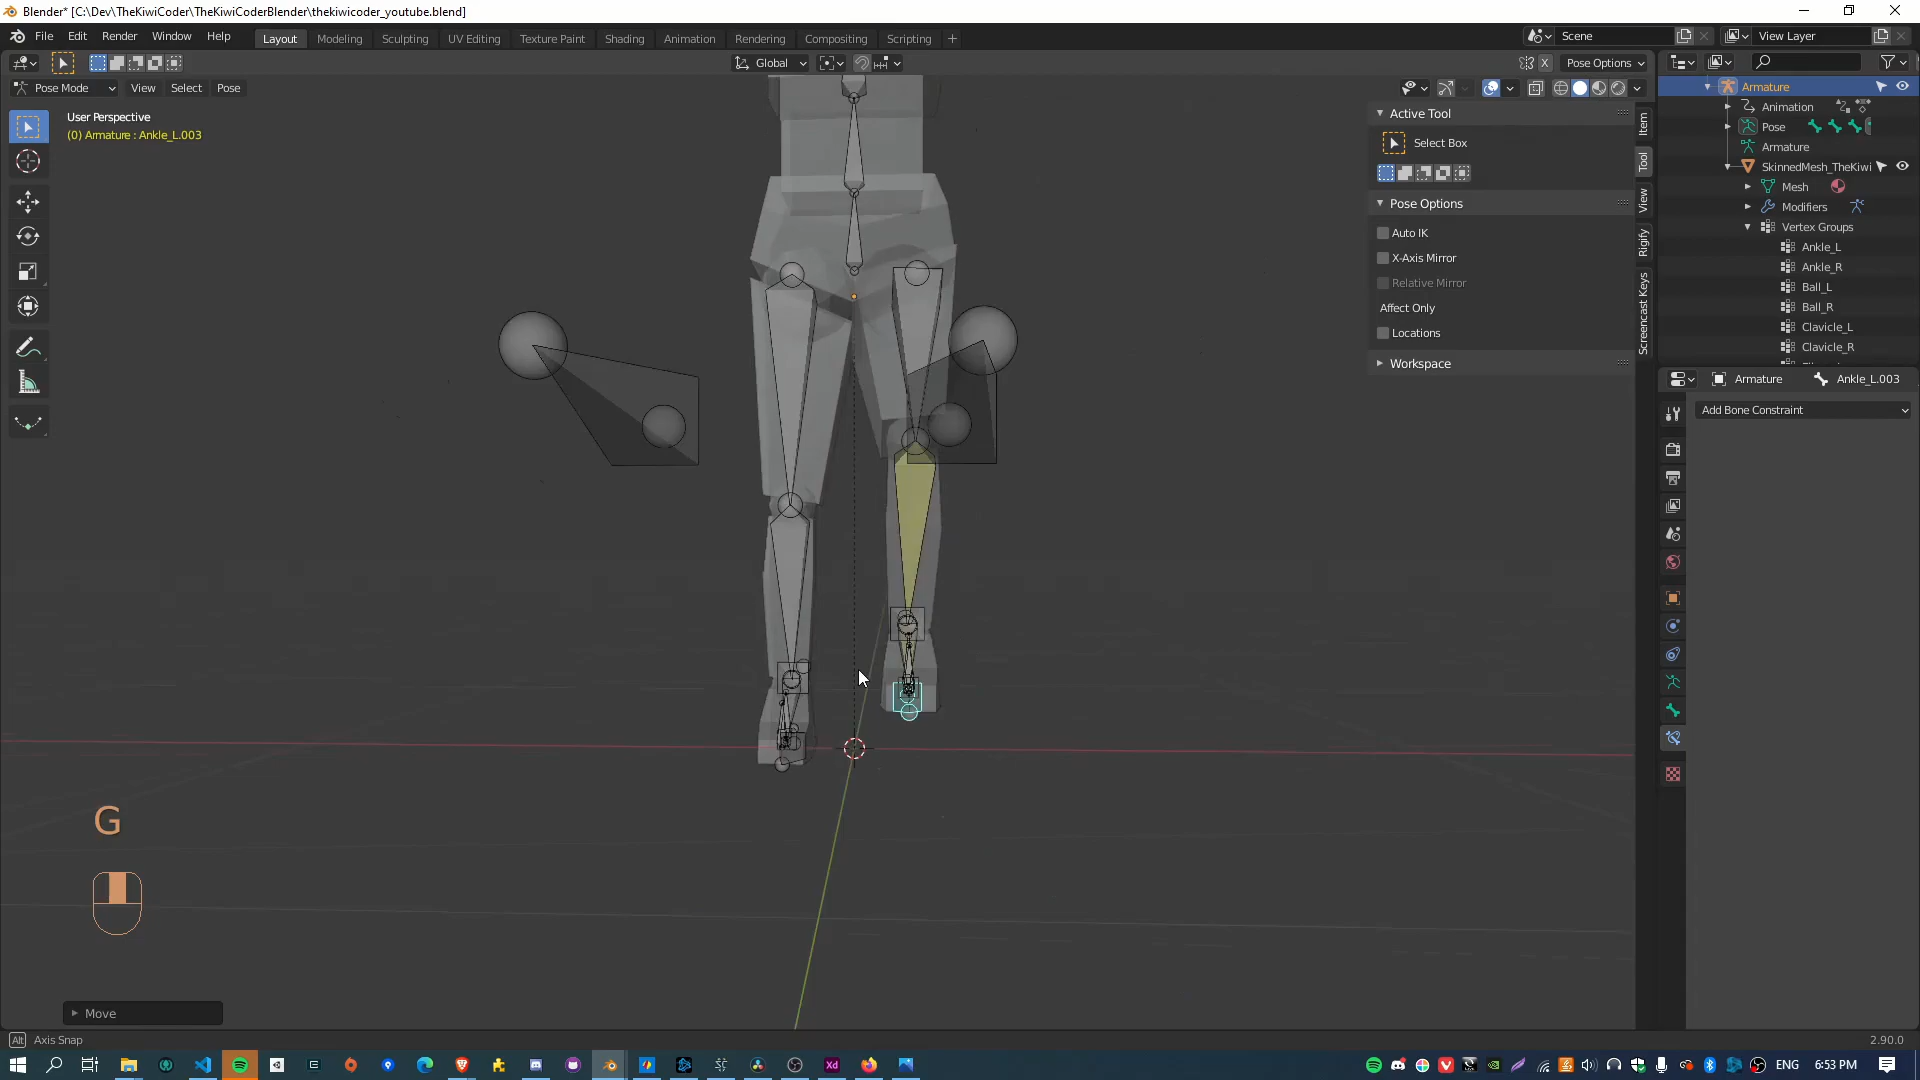 Blender* [C:\Dev\TheKiwiCoder\TheKiwiCoderBlender\thekiwicoder_youtube.blend]
File Edit Render Window Help
Layout Modeling Sculpting UV Editing Texture Paint Shading Animation Rendering Compositing Scripting +
Scene
View Layer
Global
X
Pose Options
Pose Mode View Select Pose
User Perspective
(0) Armature : Ankle_L.003
Active Tool
Select Box
Pose Options
Auto IK
X-Axis Mirror
Relative Mirror
Affect Only
Locations
Workspace
Item
Tool
View
Rigify
Screencast Keys
Armature
Animation
Pose
Armature
SkinnedMesh_TheKiwi
Mesh
Modifiers
Vertex Groups
Ankle_L
Ankle_R
Ball_L
Ball_R
Clavicle_L
Clavicle_R
Armature
Ankle_L.003
Add Bone Constraint
G
Move
Alt Axis Snap
2.90.0
Xd
ENG
6:53 PM